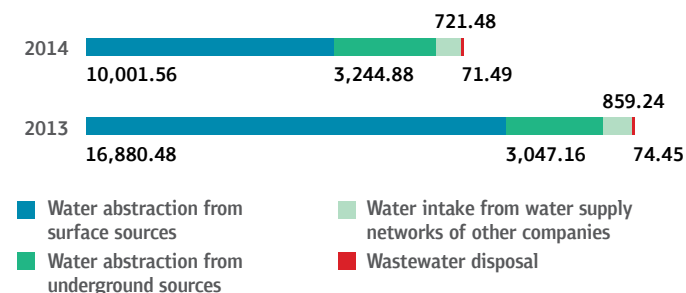 721.48
2014
10,001.56 3,244.88 71.49
859.24
2013
16,880.48 3,047.16 74.45
Water abstraction from
surface sources
Water abstraction from
underground sources
Water intake from water supply
networks of other companies
Wastewater disposal